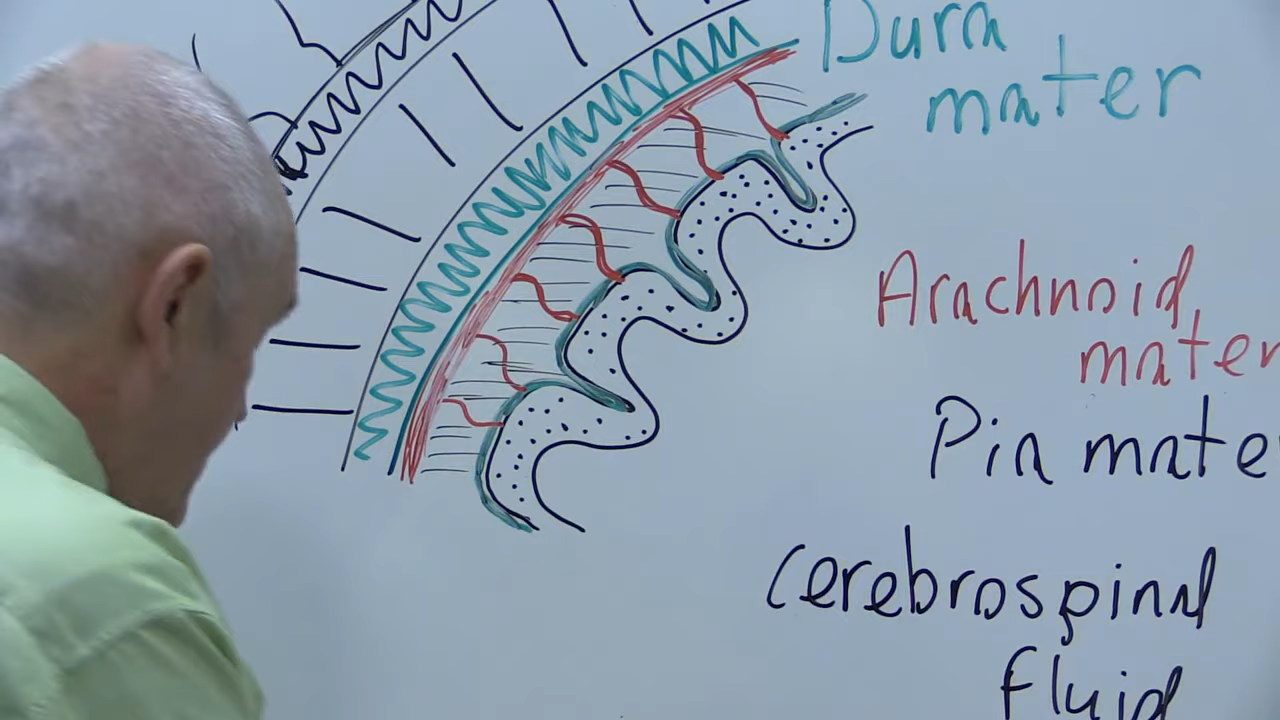 Dura
mater
Arachnoid
mater
Pia mate
Cerebrospinal
fluid